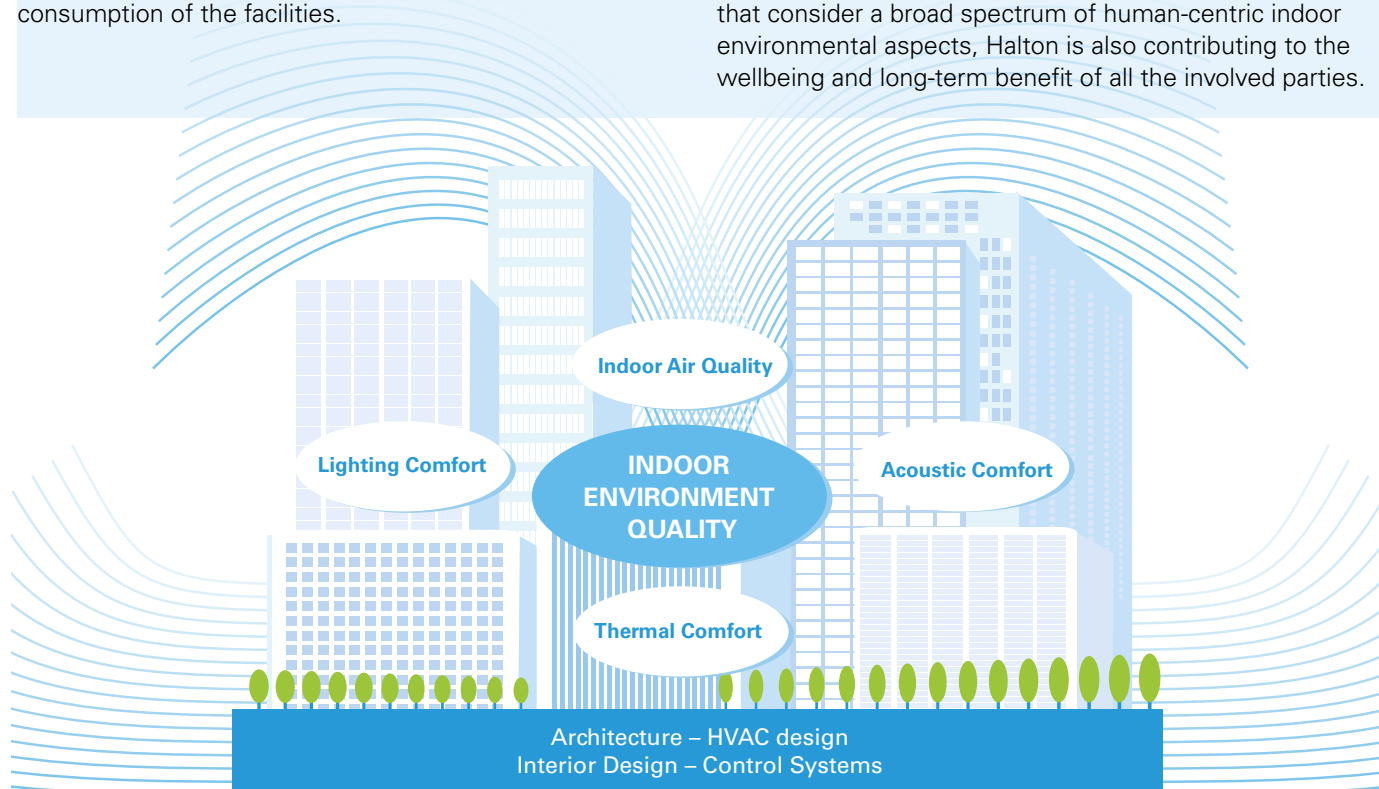 consumption of the facilities.
that consider a broad spectrum of human-centric indoor
environmental aspects, Halton is also contributing to the
wellbeing and long-term benefit of all the involved parties.
Indoor Air Quality
Lighting Comfort
INDOOR
ENVIRONMENT
QUALITY
Acoustic Comfort
Thermal Comfort
Architecture – HVAC design
Interior Design – Control Systems